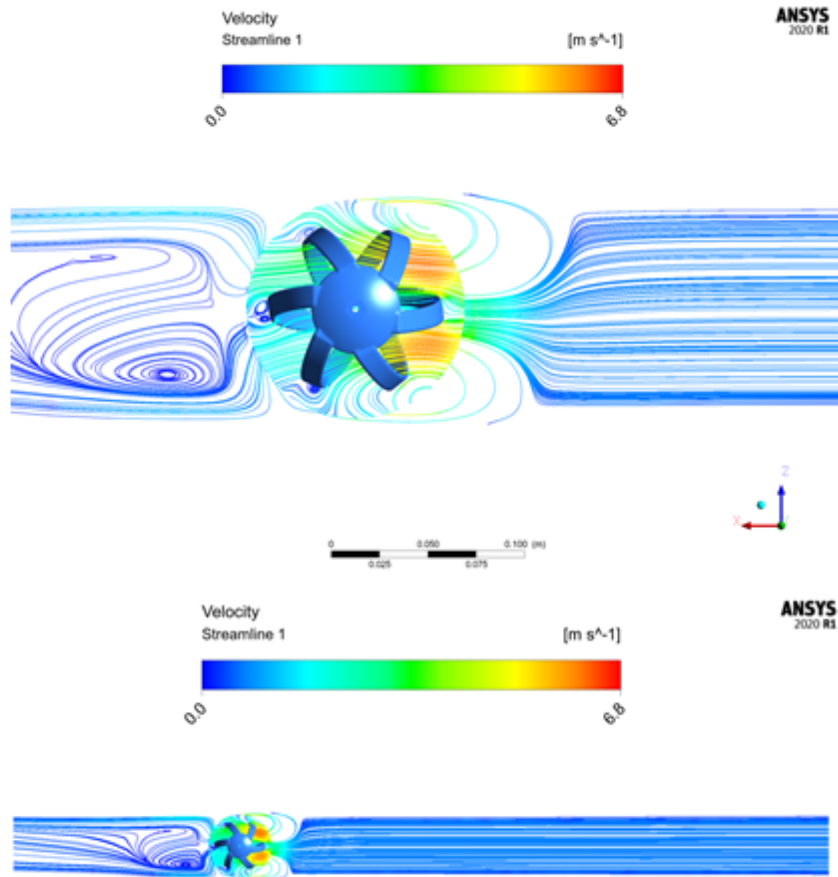 Velocity
Streamline 1 [m s^-1]
ANSYS
2020 R1
0.0 6.8
Z
X Y
0 0.050 0.100 (m)
0.025 0.075
Velocity
Streamline 1 [m s^-1]
ANSYS
2020 R1
0.0 6.8